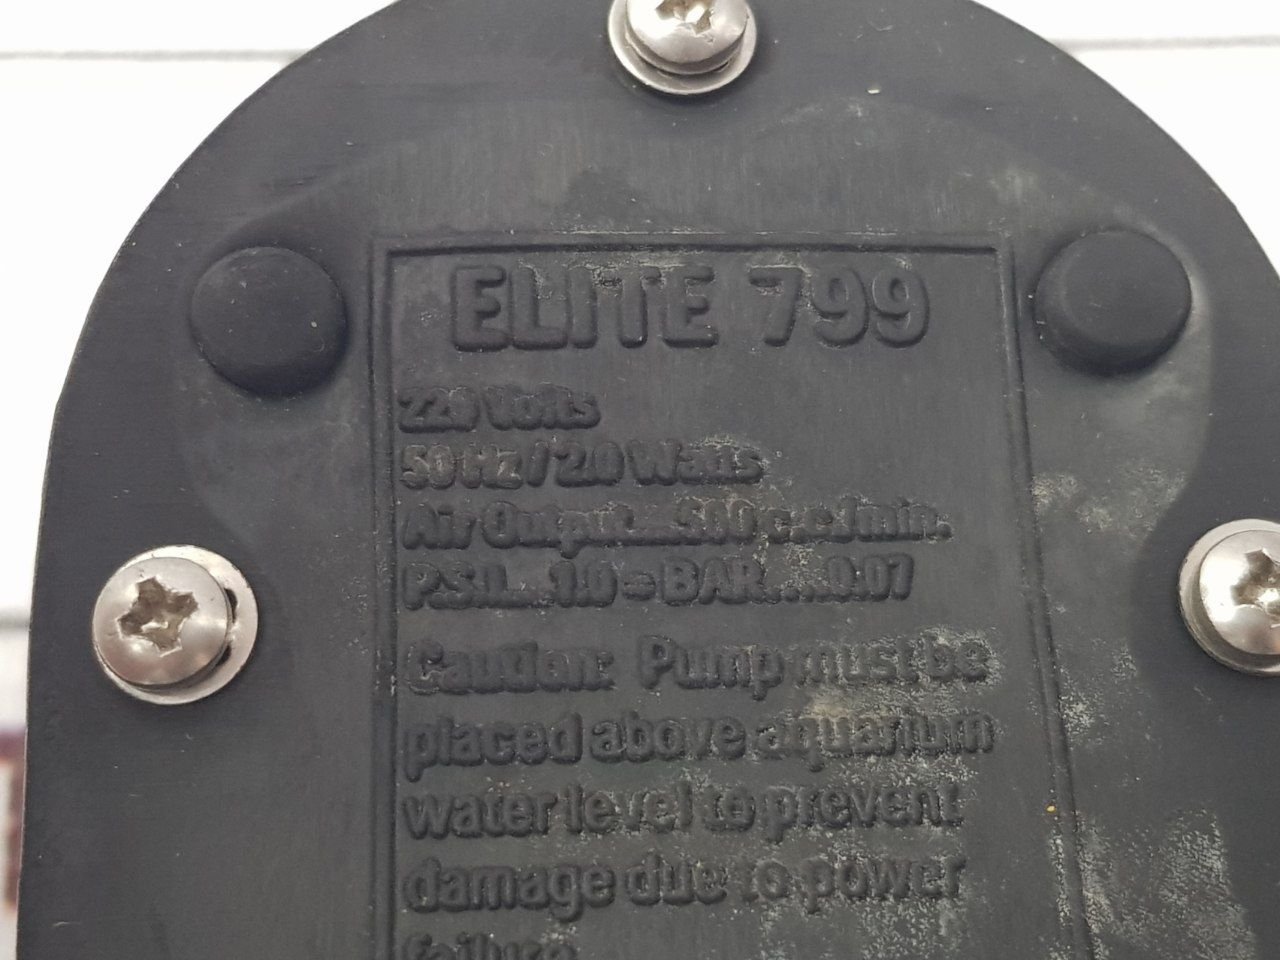 ELITE 799
220 Volts
50 Hz / 2.0 Watts
Air Output....500 c.c./min.
P.S.I.... 1.0 = BAR....0.07
Caution: Pump must be
placed above aquarium
water level to prevent
damage due to power
failure